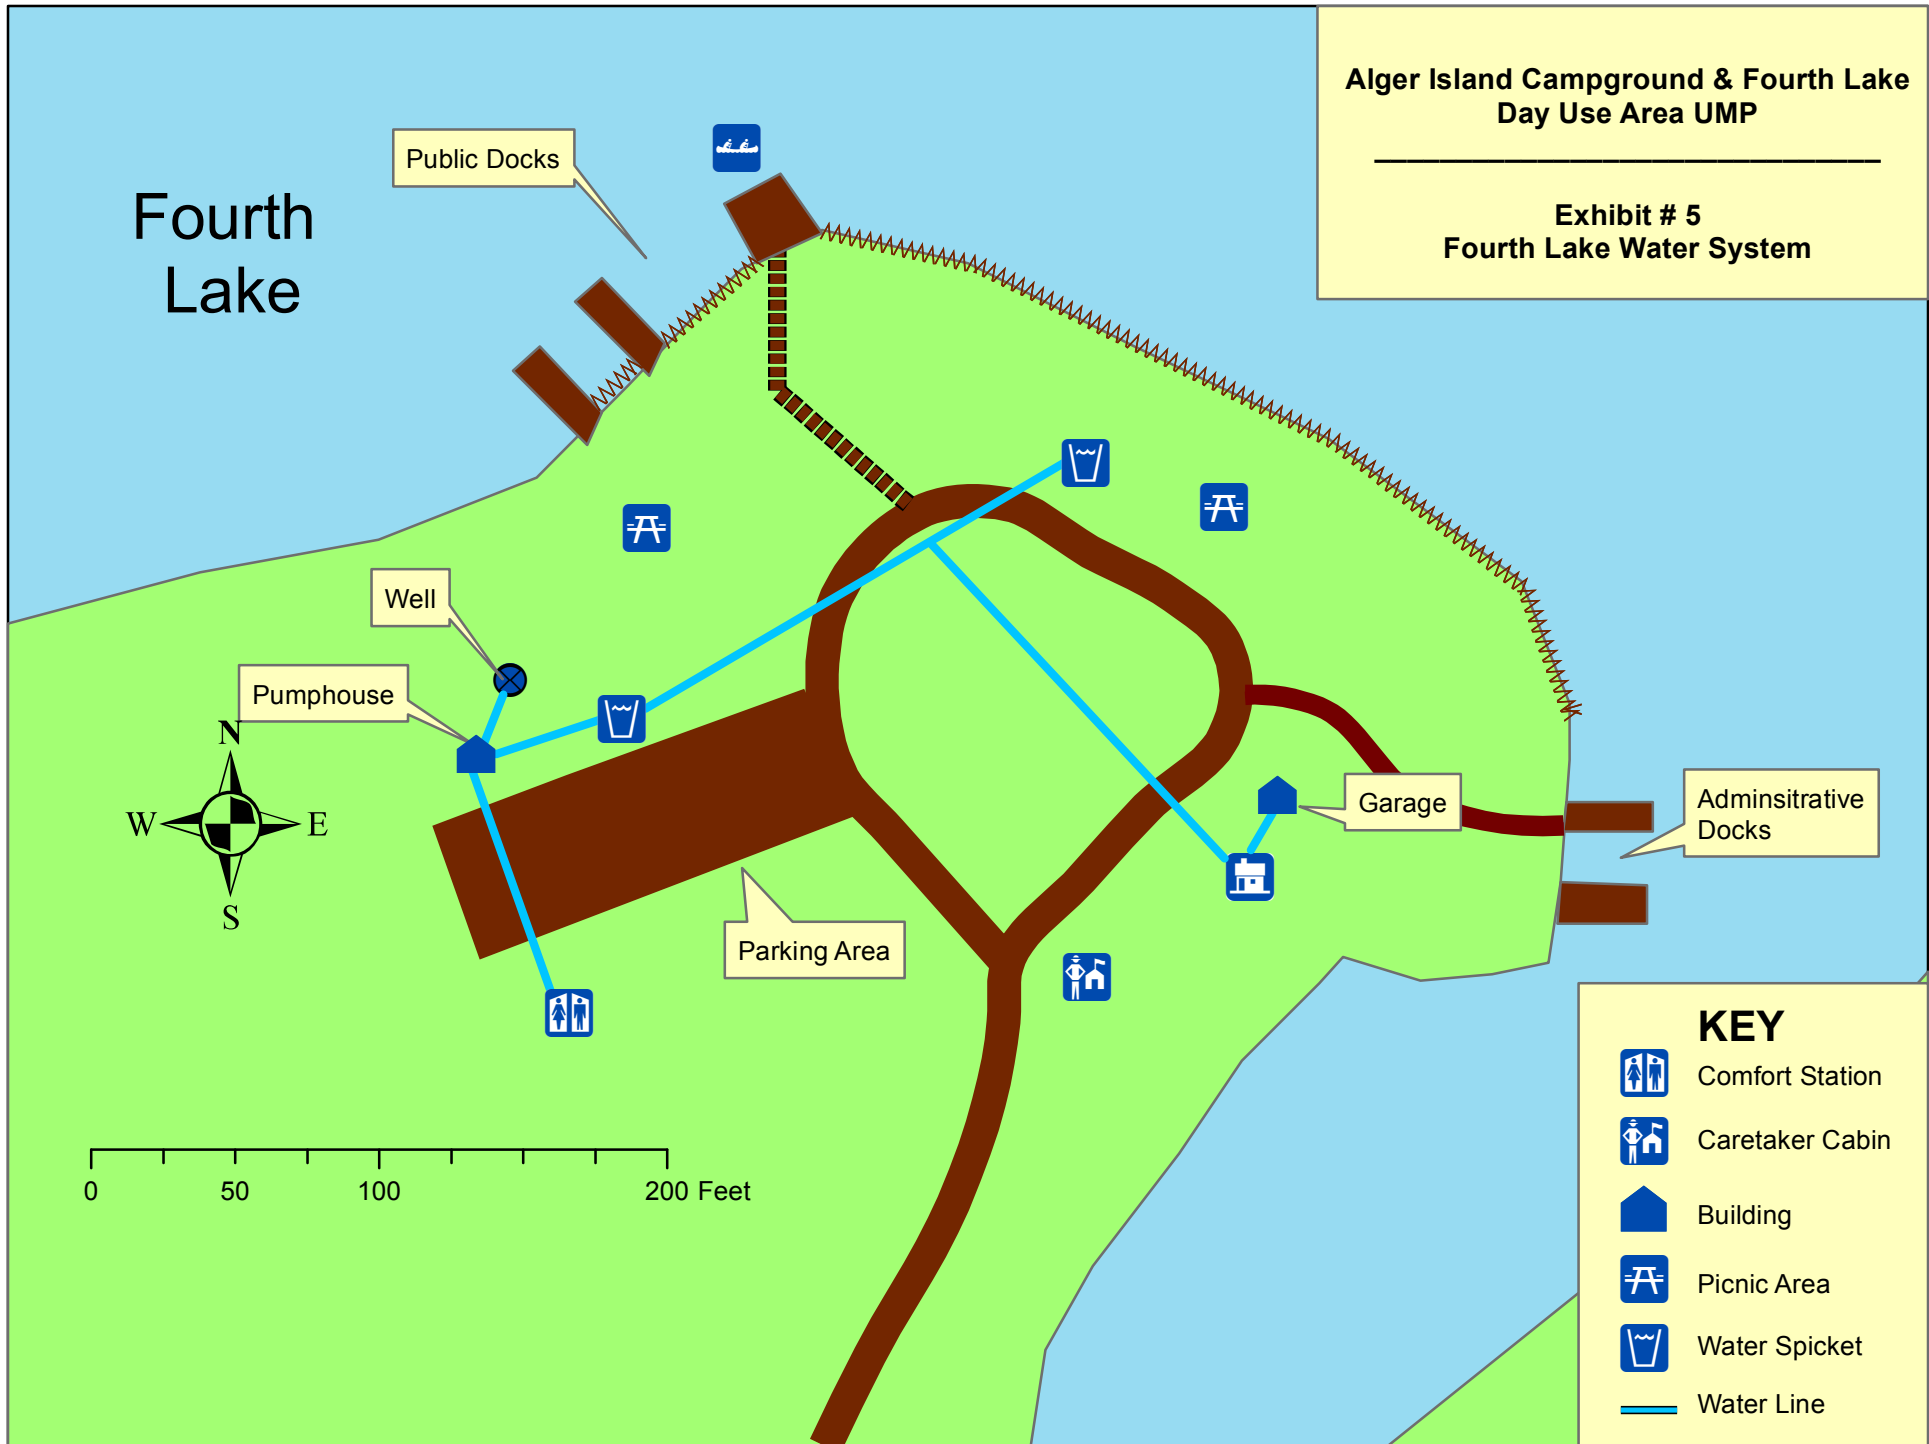 Alger Island Campground & Fourth Lake
Day Use Area UMP
Exhibit # 5
Fourth Lake Water System
Public Docks
Fourth
Lake
Well
Pumphouse
N
W
E
S
Garage
Adminsitrative
Docks
Parking Area
0
50
100
200 Feet
KEY
Comfort Station
Caretaker Cabin
Building
Picnic Area
Water Spicket
Water Line